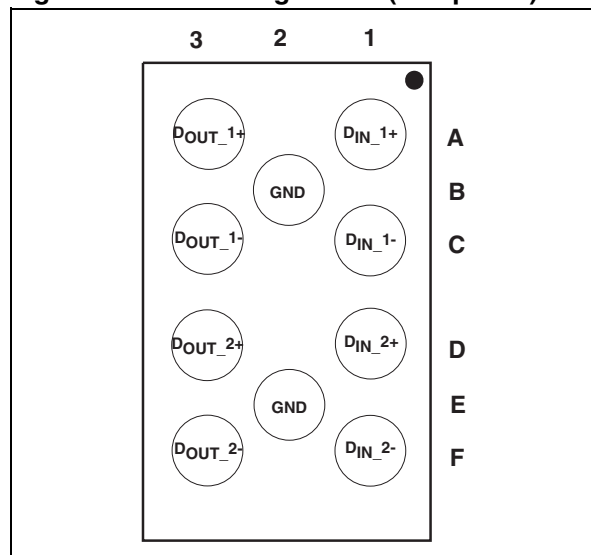 3 2 1
DOUT_1+ DIN_1+ A
GND B
DOUT_1- DIN_1- C
DOUT_2+ DIN_2+ D
GND E
DOUT_2- DIN_2- F